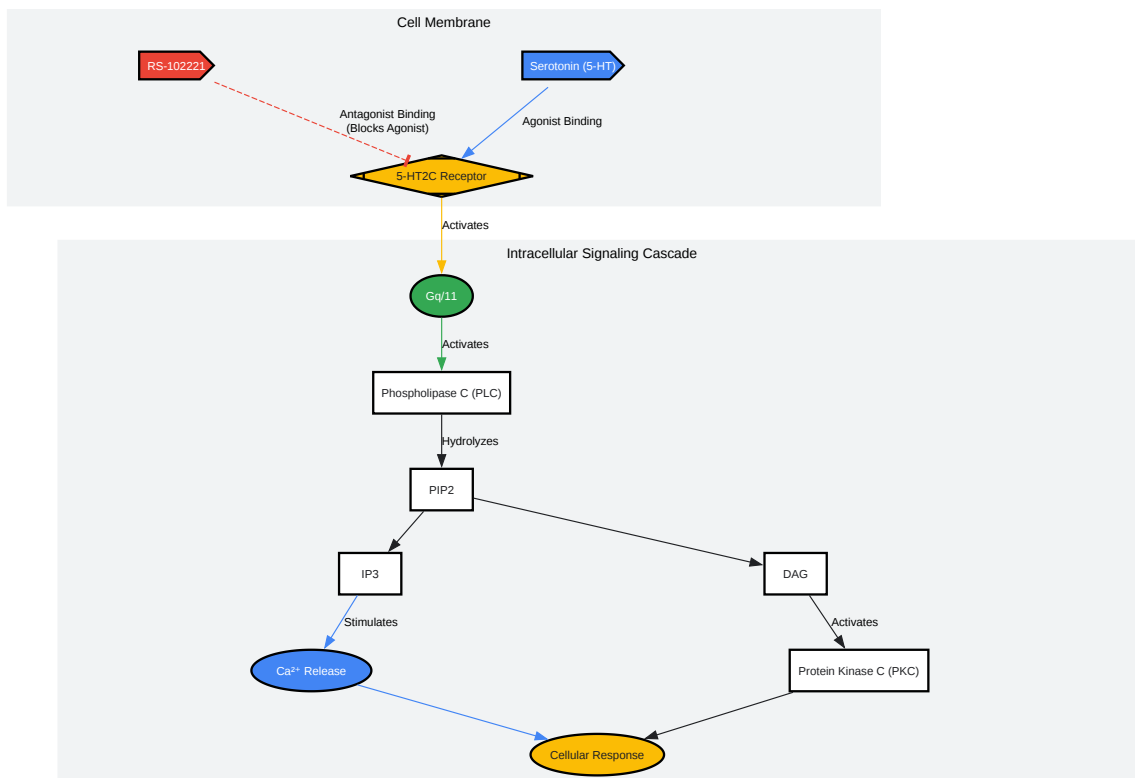 Cell Membrane
RS-102221
Serotonin (5-HT)
Antagonist Binding
(Blocks Agonist)
Agonist Binding
5-HT2C Receptor
Activates
Intracellular Signaling Cascade
Gq/11
Activates
Phospholipase C (PLC)
Hydrolyzes
PIP2
IP3
DAG
Stimulates
Activates
Ca²⁺ Release
Protein Kinase C (PKC)
Cellular Response